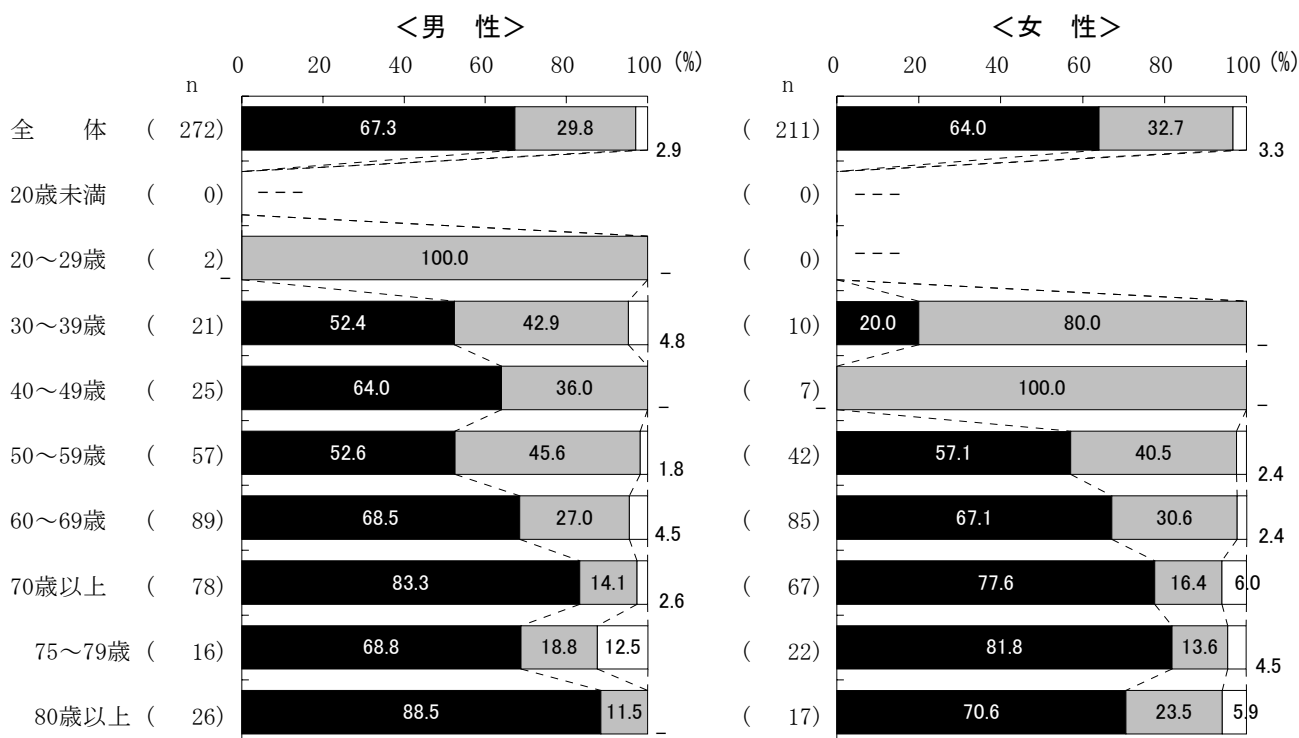 ＜男　性＞　＜女　性＞
0 20 40 60 80 100 (%) 0 20 40 60 80 100 (%)
n n
全　体 ( 272) 67.3 29.8 2.9 ( 211) 64.0 32.7 3.3
20歳未満 ( 0) ---- ( 0) ----
20～29歳 ( 2) – 100.0 – ( 0) ----
30～39歳 ( 21) 52.4 42.9 4.8 ( 10) 20.0 80.0 –
40～49歳 ( 25) 64.0 36.0 – ( 7) – 100.0 –
50～59歳 ( 57) 52.6 45.6 1.8 ( 42) 57.1 40.5 2.4
60～69歳 ( 89) 68.5 27.0 4.5 ( 85) 67.1 30.6 2.4
70歳以上 ( 78) 83.3 14.1 2.6 ( 67) 77.6 16.4 6.0
75～79歳 ( 16) 68.8 18.8 12.5 ( 22) 81.8 13.6 4.5
80歳以上 ( 26) 88.5 11.5 – ( 17) 70.6 23.5 5.9